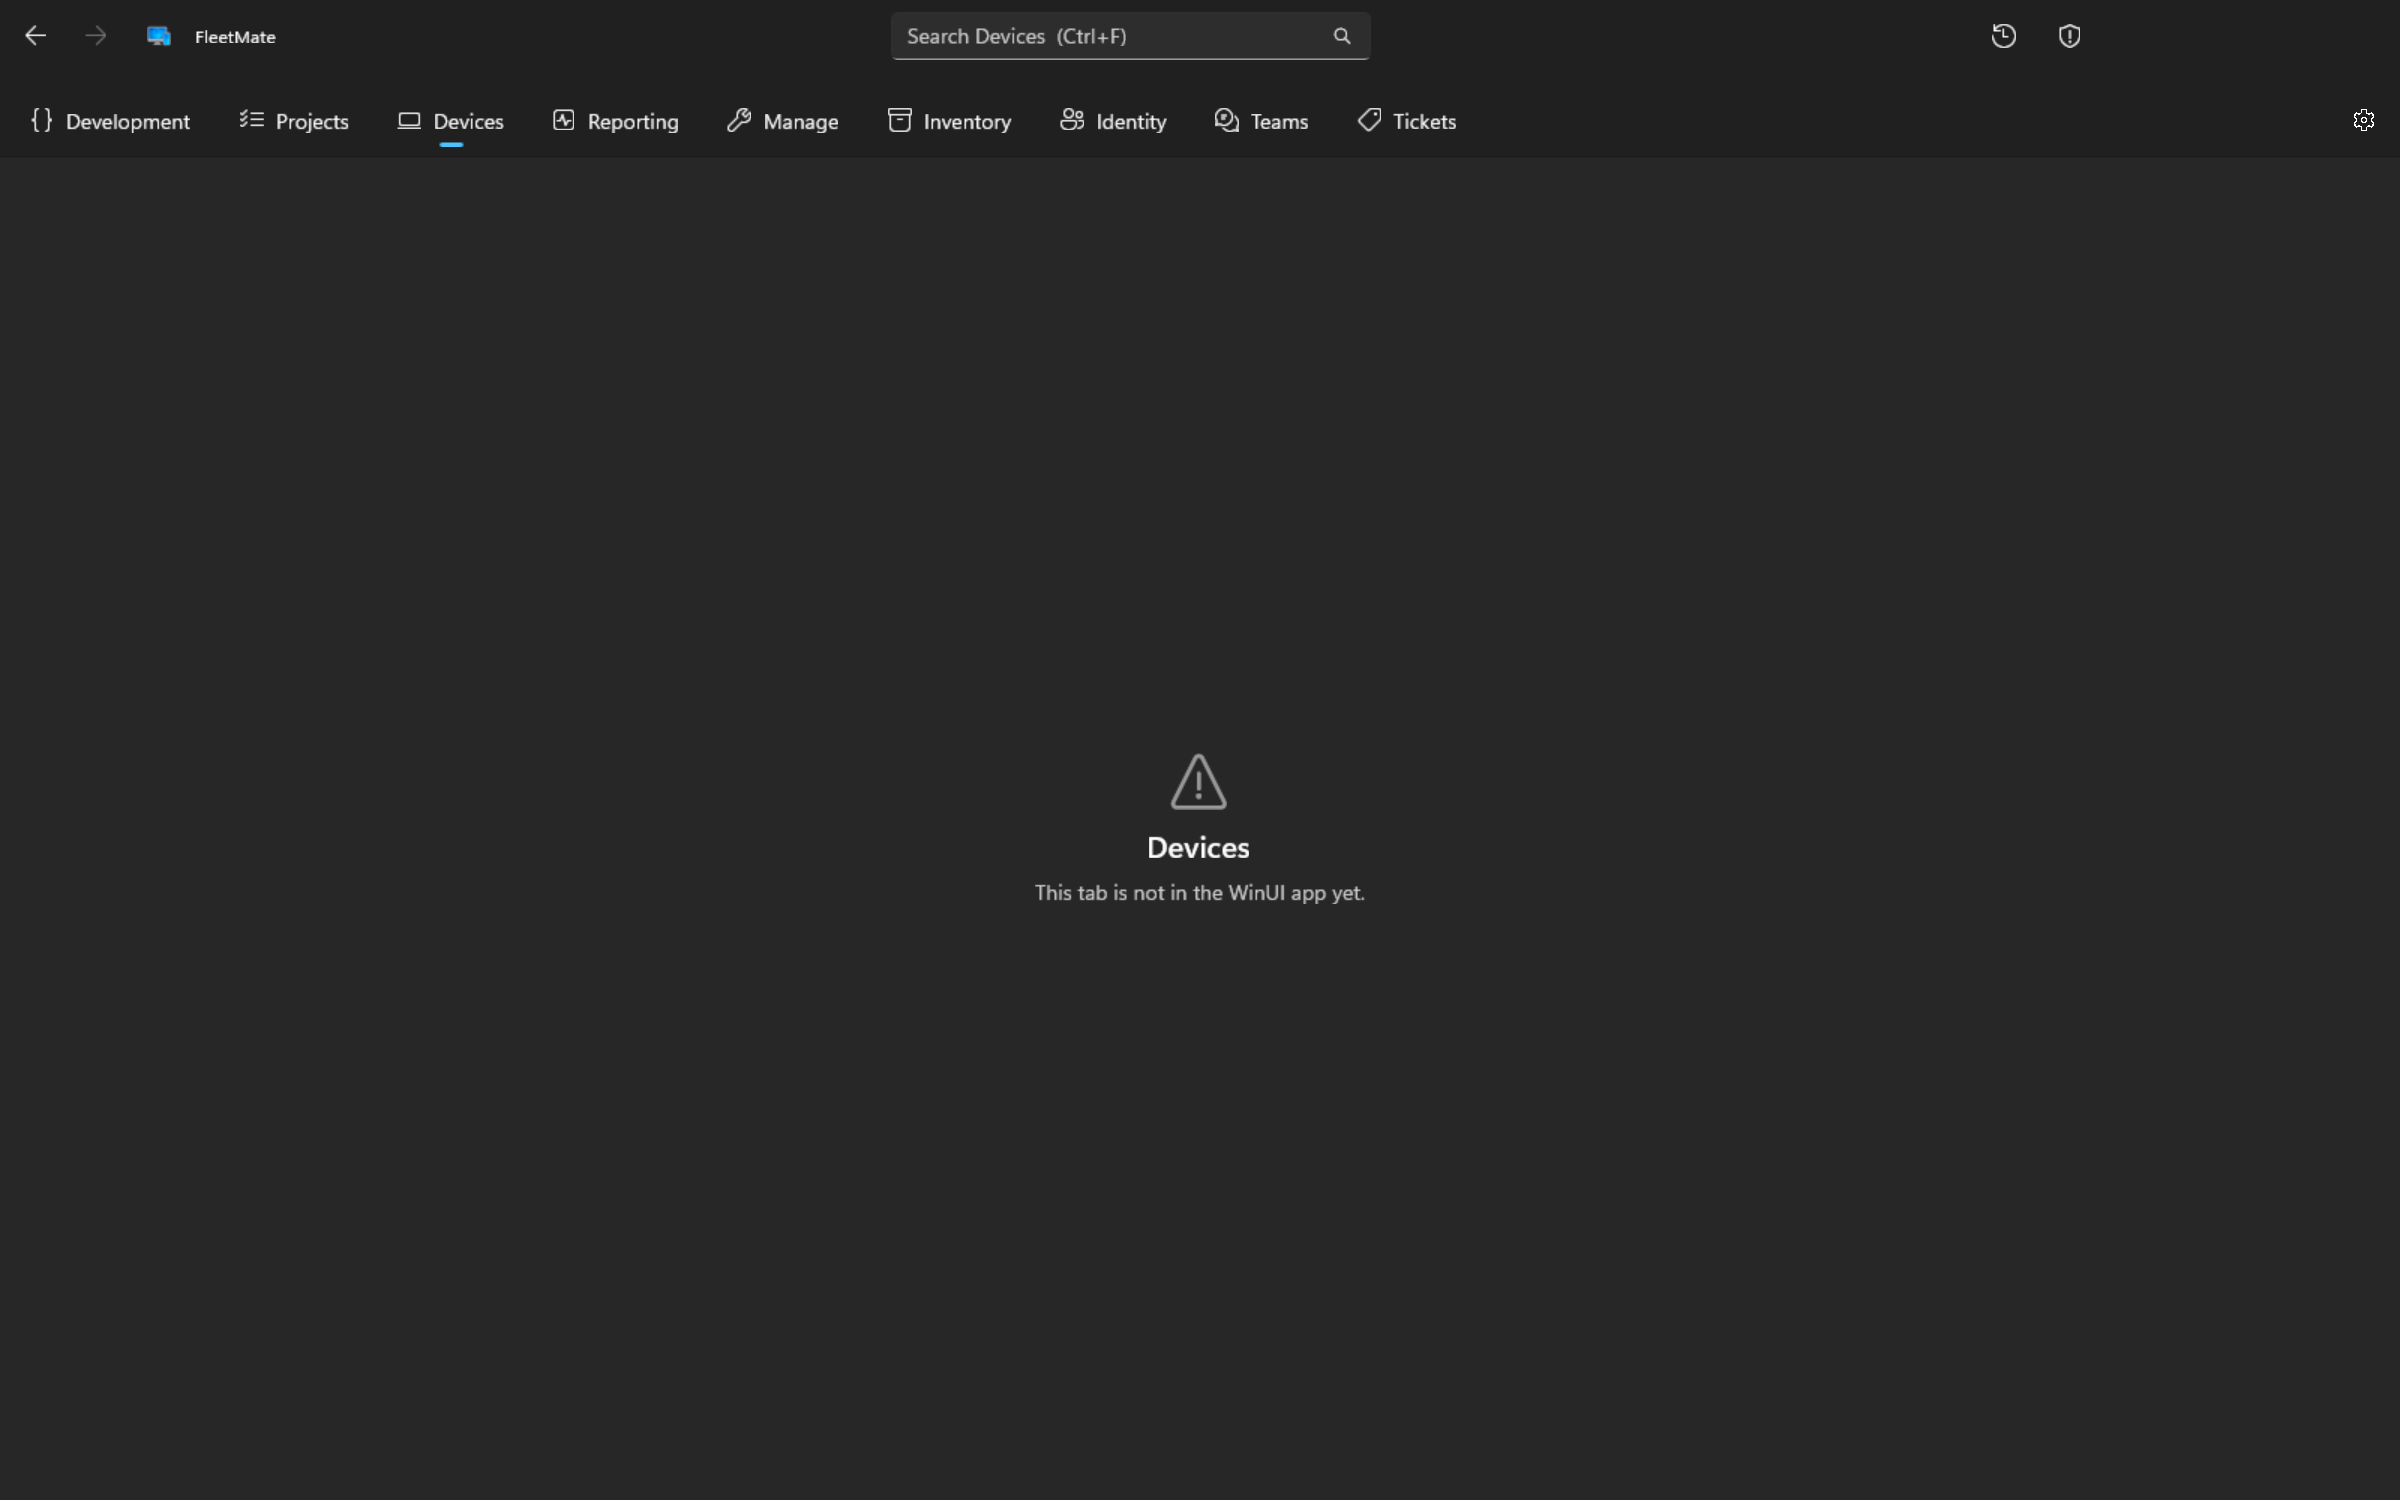 FleetMate
Search Devices (Ctrl+F)
Development Projects Devices Reporting Manage Inventory Identity Teams Tickets
Devices
This tab is not in the WinUI app yet.